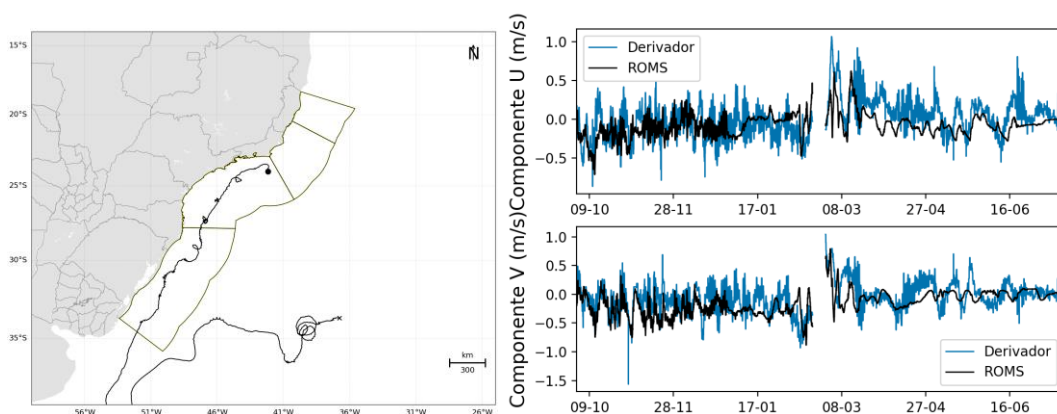 15°S
20°S
25°S
30°S
35°S
56°W 51°W 46°W 41°W 36°W 31°W 26°W
N
km
300
Componente U (m/s)
1.0
0.5
0.0
−0.5
Derivador
ROMS
09-10 28-11 17-01 08-03 27-04 16-06
Componente V (m/s)
1.0
0.5
0.0
−0.5
−1.0
−1.5
Derivador
ROMS
09-10 28-11 17-01 08-03 27-04 16-06